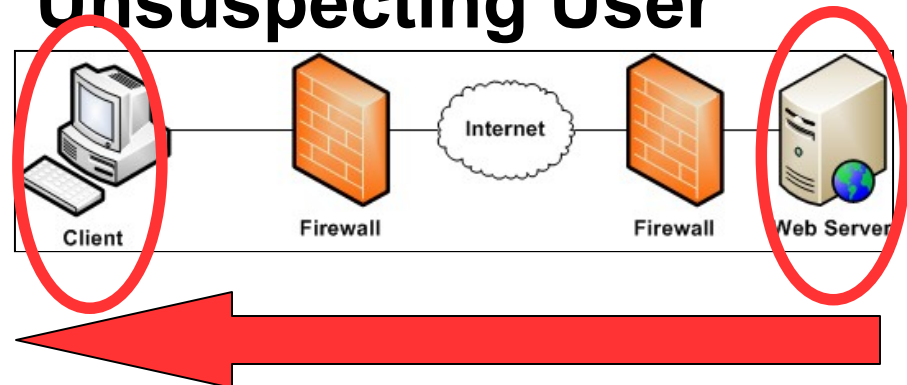 Unsuspecting User
Internet
Firewall
Firewall
Web Server
Client